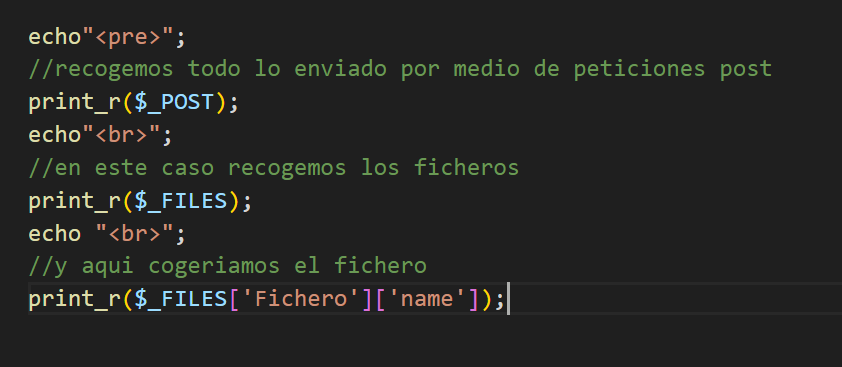 echo"<pre>";
//recogemos todo lo enviado por medio de peticiones post
print_r($_POST);
echo"<br>";
//en este caso recogemos los ficheros
print_r($_FILES);
echo "<br>";
//y aqui cogeriamos el fichero
print_r($_FILES['Fichero']['name']);